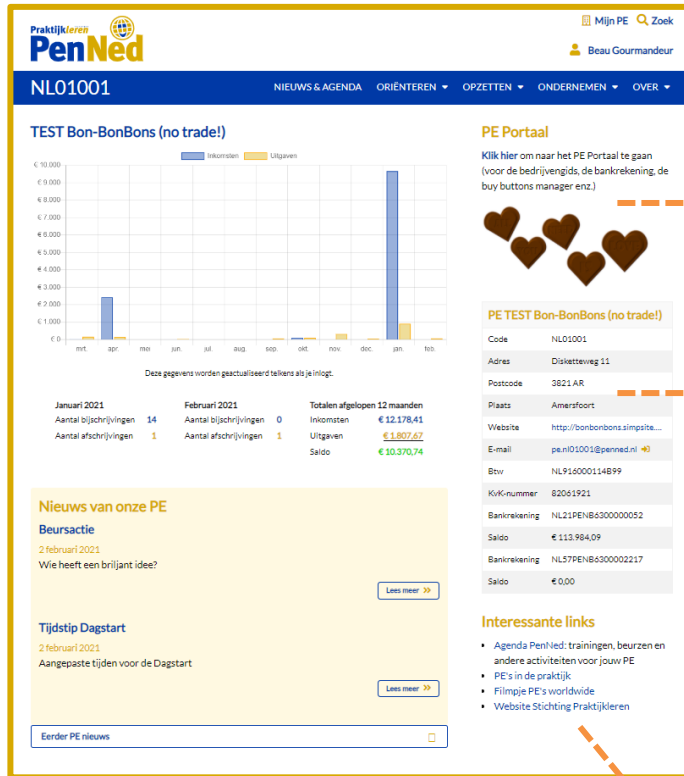 Praktijkleren
PenNed
Mijn PE Zoek
Beau Gourmandeur
NL01001
NIEUWS & AGENDA ORIËNTEREN OPZETTEN ONDERNEMEN OVER
TEST Bon-BonBons (no trade!)
Inkomsten Uitgaven
€ 10.000
€ 9.000
€ 8.000
€ 7.000
€ 6.000
€ 5.000
€ 4.000
€ 3.000
€ 2.000
€ 1.000
€ 0
mrt. apr. mei jun. jul. aug. sep. okt. nov. dec. jan. feb.
Deze gegevens worden geactualiseerd telkens als je inlogt.
Januari 2021 Februari 2021 Totalen afgelopen 12 maanden
Aantal bijschrijvingen 14 Aantal bijschrijvingen 0 Inkomsten € 12.178,41
Aantal afschrijvingen 1 Aantal afschrijvingen 1 Uitgaven € 1.807,67
Saldo € 10.370,74
Nieuws van onze PE
Beursactie
2 februari 2021
Wie heeft een briljant idee?
Lees meer »
Tijdstip Dagstart
2 februari 2021
Aangepaste tijden voor de Dagstart
Lees meer »
Eerder PE nieuws
PE Portaal
Klik hier om naar het PE Portaal te gaan
(voor de bedrijvengids, de bankrekening, de
buy buttons manager enz.)
PE TEST Bon-BonBons (no trade!)
Code NL01001
Adres Disketteweg 11
Postcode 3821 AR
Plaats Amersfoort
Website http://bonbonbons.simpsite....
E-mail pe.nl01001@penned.nl
Btw NL916000114B99
KvK-nummer 82061921
Bankrekening NL21PENB6300000052
Saldo € 113.984,09
Bankrekening NL57PENB6300002217
Saldo € 0,00
Interessante links
• Agenda PenNed: trainingen, beurzen en
andere activiteiten voor jouw PE
• PE's in de praktijk
• Filmpje PE's worldwide
• Website Stichting Praktijkleren